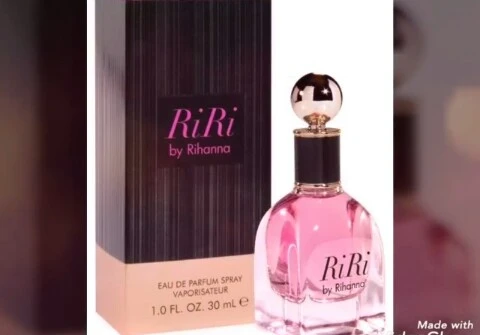 RiRi
by Rihanna
EAU DE PARFUM SPRAY
VAPORISATEUR
1.0 FL. OZ. 30 ml ℮
RiRi
by Rihanna
Made with